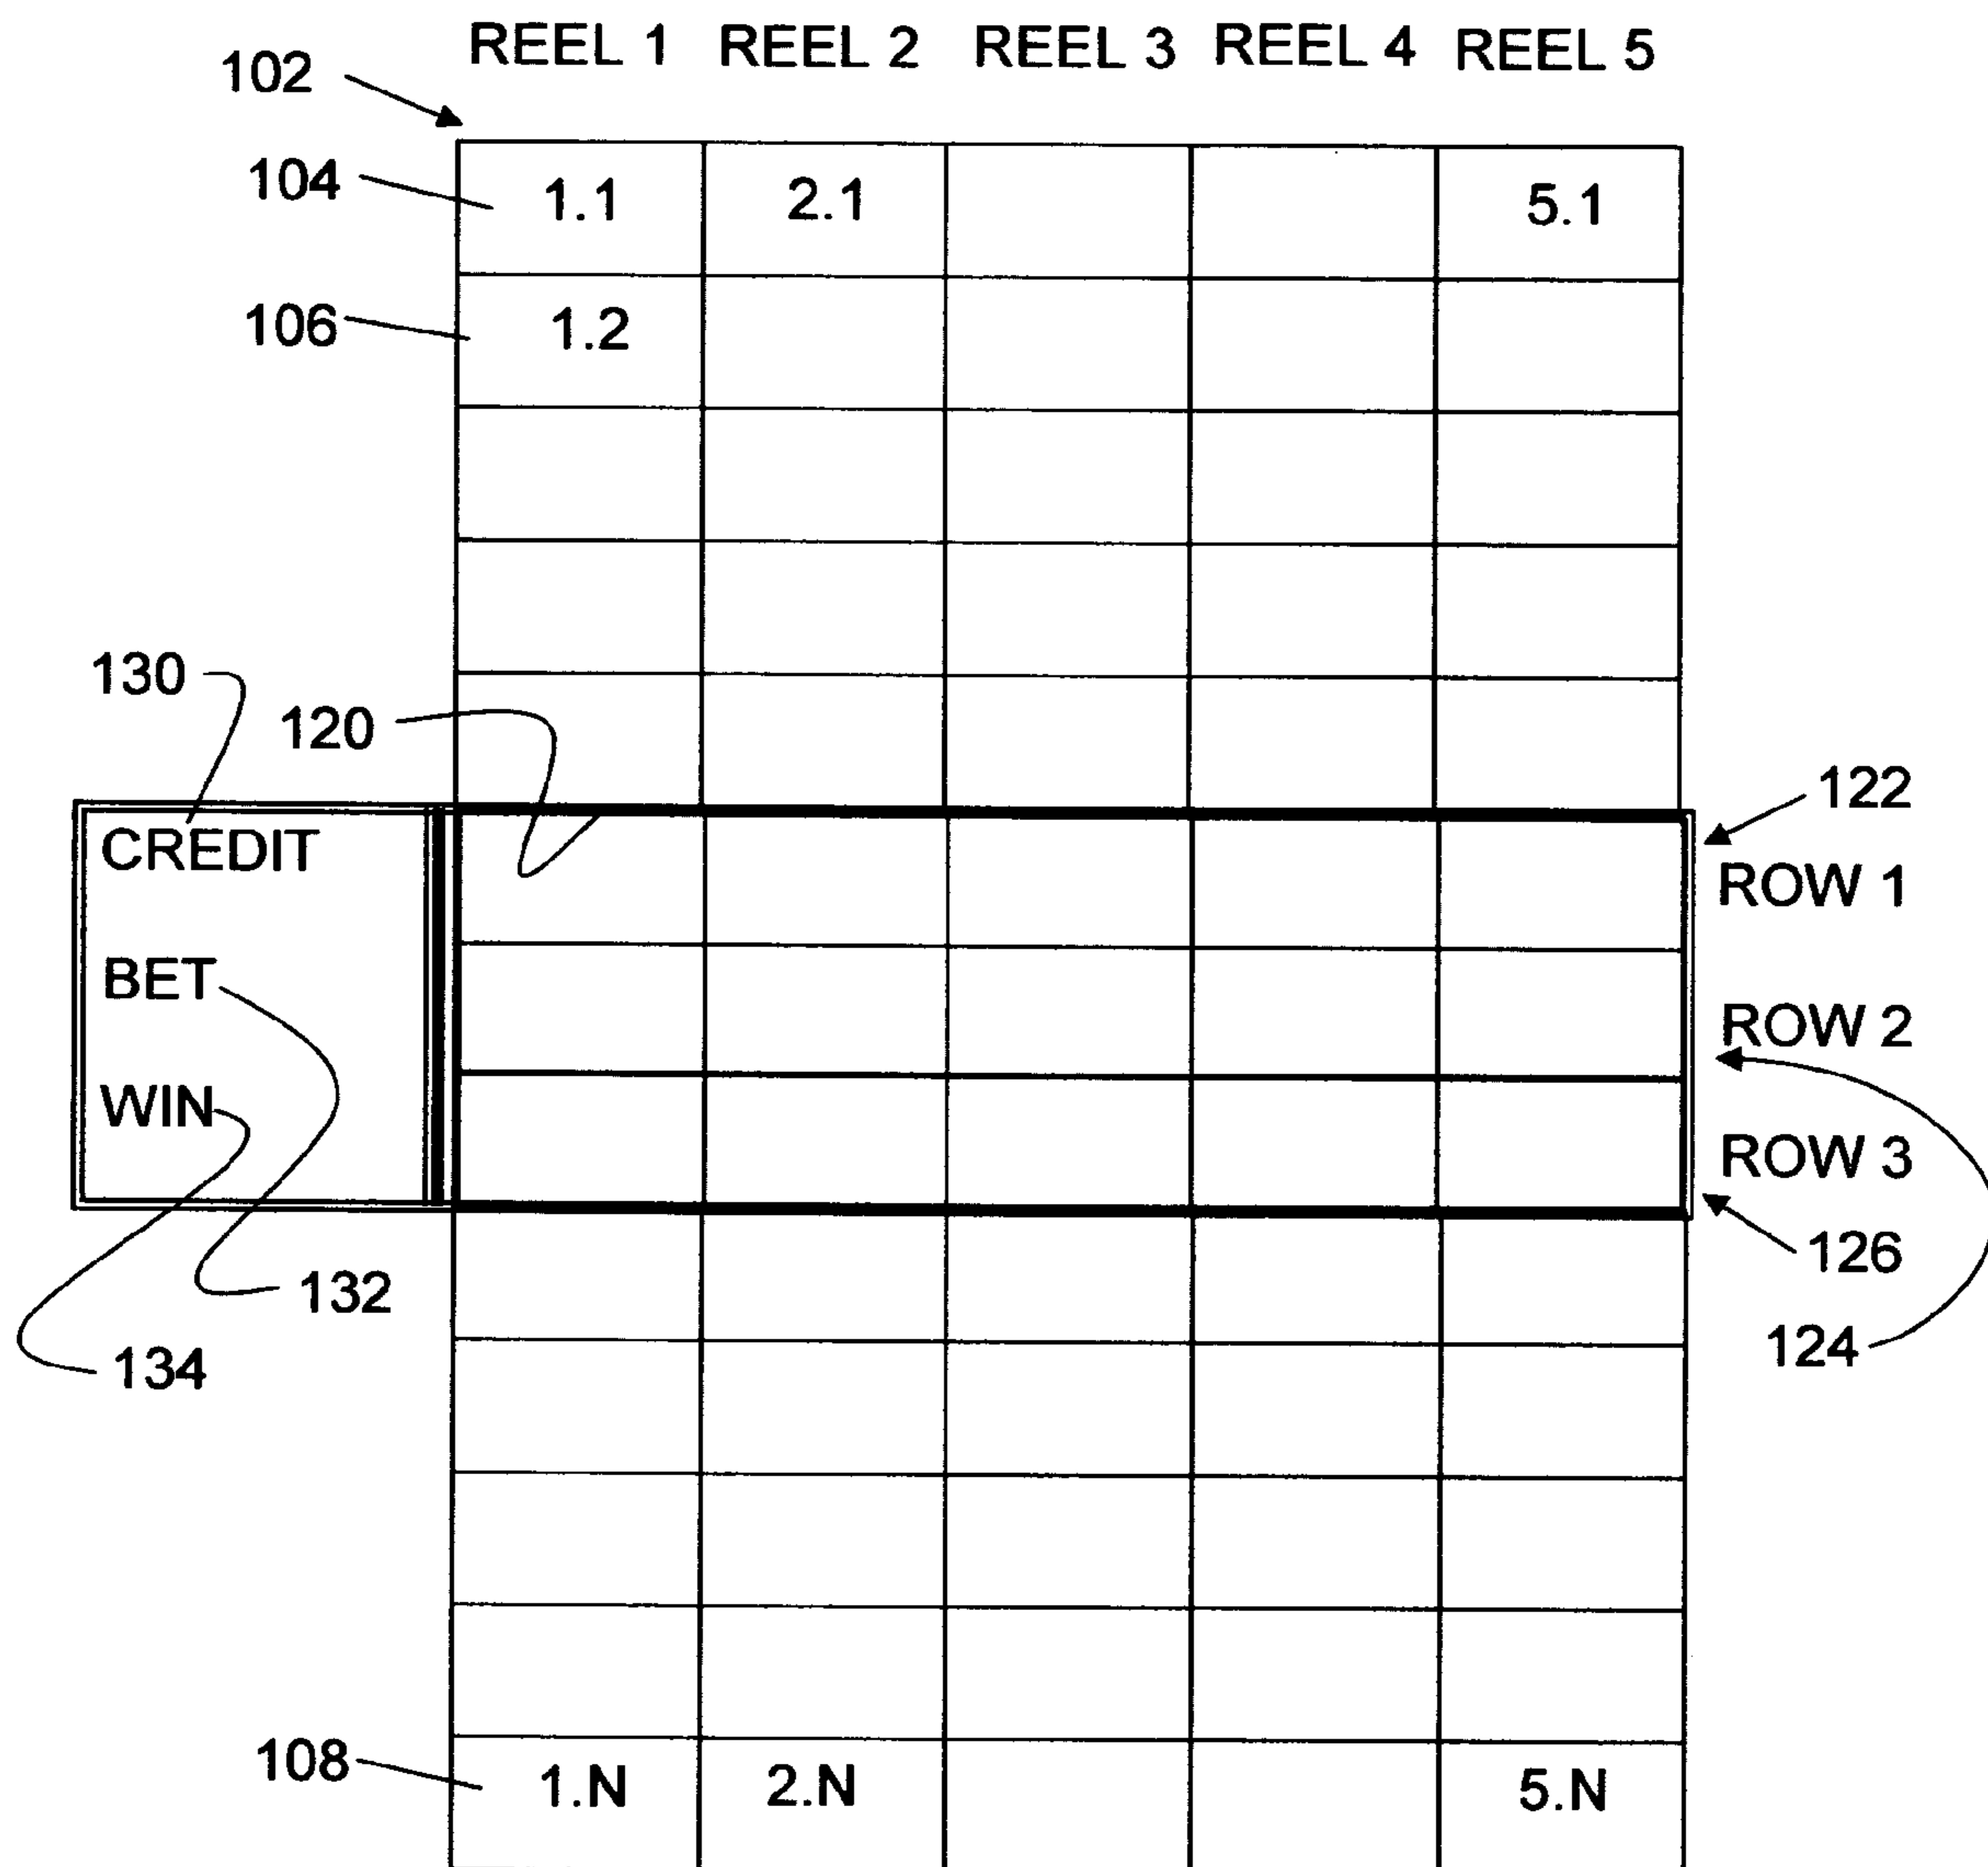 REEL 1 REEL 2 REEL 3 REEL 4 REEL 5
102
104 1.1 2.1 5.1
106 1.2
130
120
122
CREDIT
ROW 1
BET
ROW 2
WIN
ROW 3
126
132
124
134
108 1.N 2.N 5.N